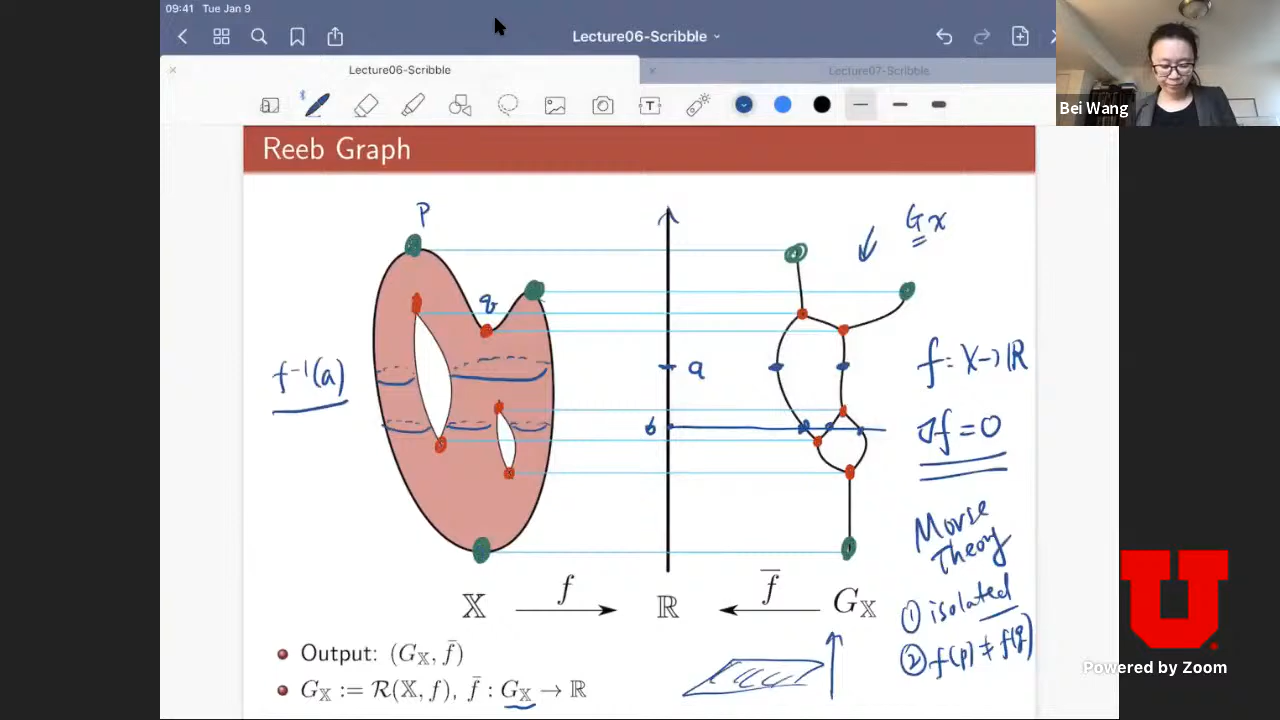 09:41 Tue Jan 9
Lecture06-Scribble
Lecture06-Scribble
Lecture07-Scribble
T
Bei Wang
Reeb Graph
P
q
G x
f⁻¹(a)
a
b
f: X → ℝ
∇f = 0
Morse Theory
① isolated
② f(p) ≠ f(q)
𝕏 f ℝ f̅ G𝕏
Output: (G𝕏, f̄)
G𝕏 := R(𝕏, f), f̄ : G𝕏 → ℝ
U
Powered by Zoom